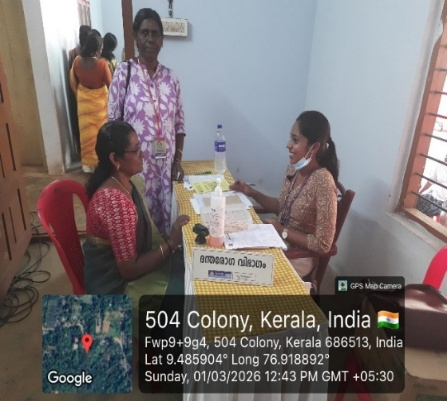 ദന്തരോഗ വിഭാഗം
GPS Map Camera
504 Colony, Kerala, India
Fwp9+9g4, 504 Colony, Kerala 686513, India
Lat 9.485904° Long 76.918892°
Sunday, 01/03/2026 12:43 PM GMT +05:30
Google